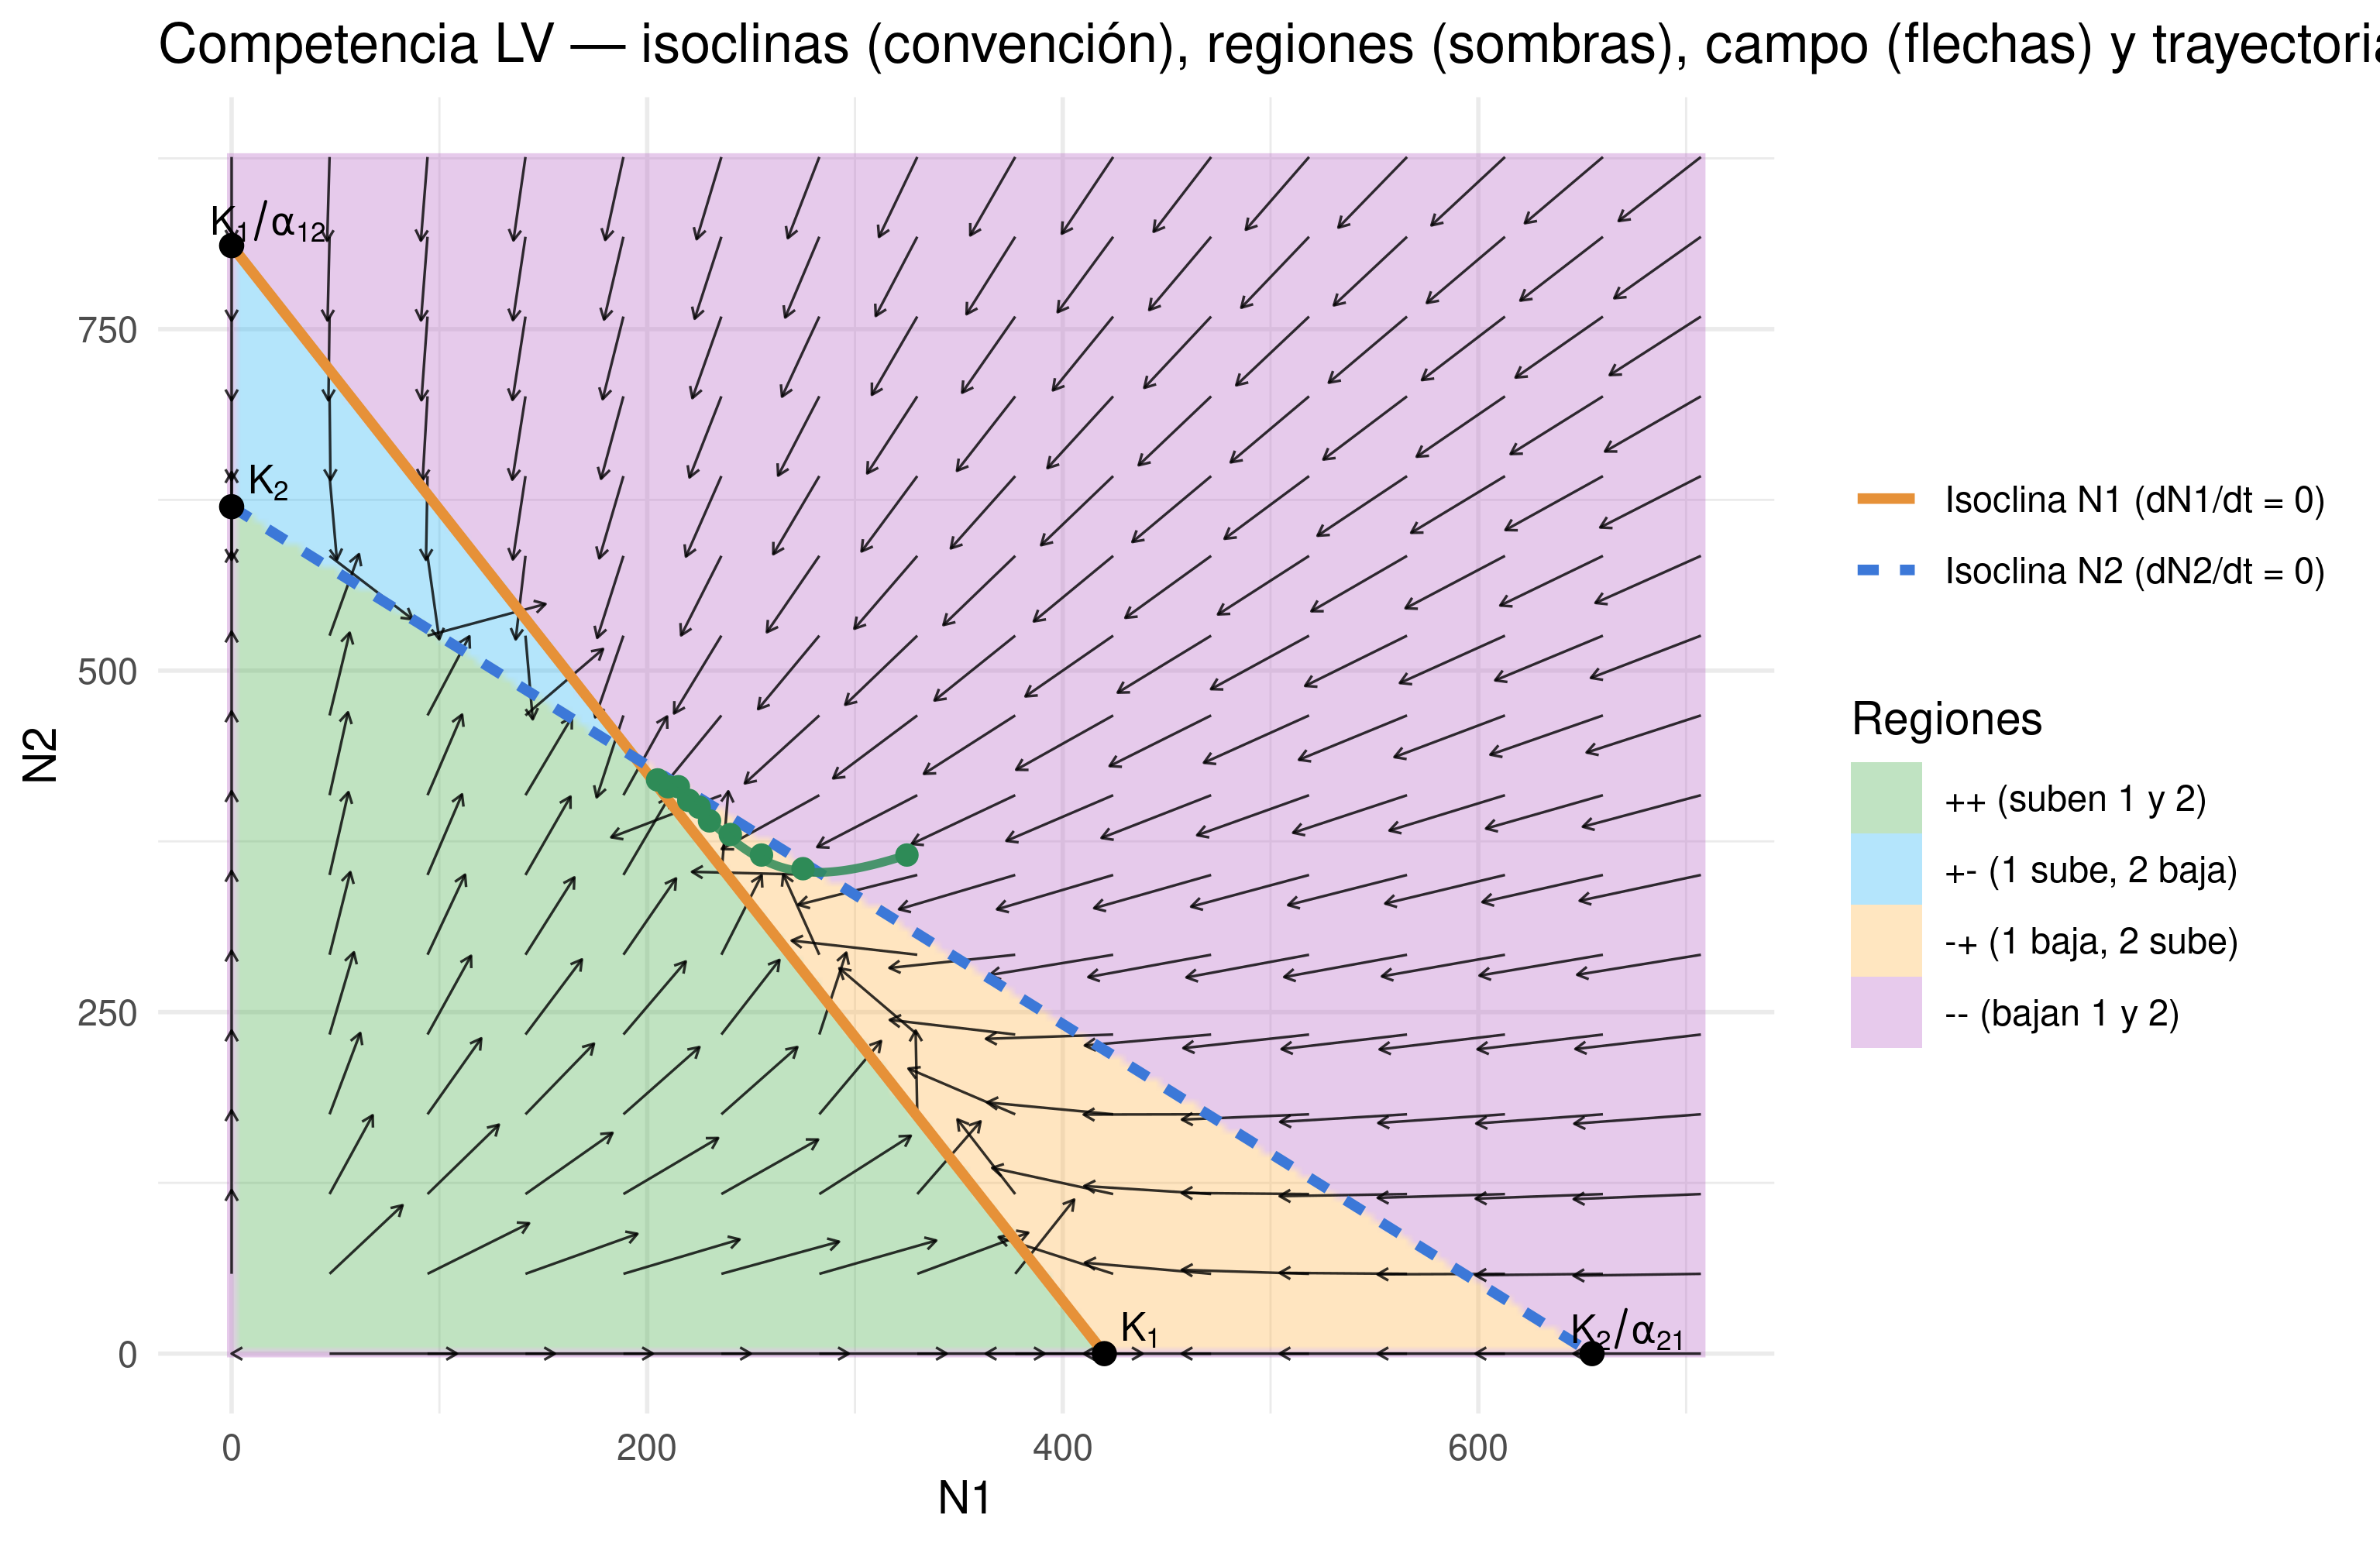 Competencia LV — isoclinas (convención), regiones (sombras), campo (flechas) y trayectoria
K₁/α₁₂
750
K₂
Isoclina N1 (dN1/dt = 0)
Isoclina N2 (dN2/dt = 0)
500
N2
Regiones
++ (suben 1 y 2)
+- (1 sube, 2 baja)
-+ (1 baja, 2 sube)
-- (bajan 1 y 2)
250
K₁
K₂/α₂₁
0
0
200
400
600
N1